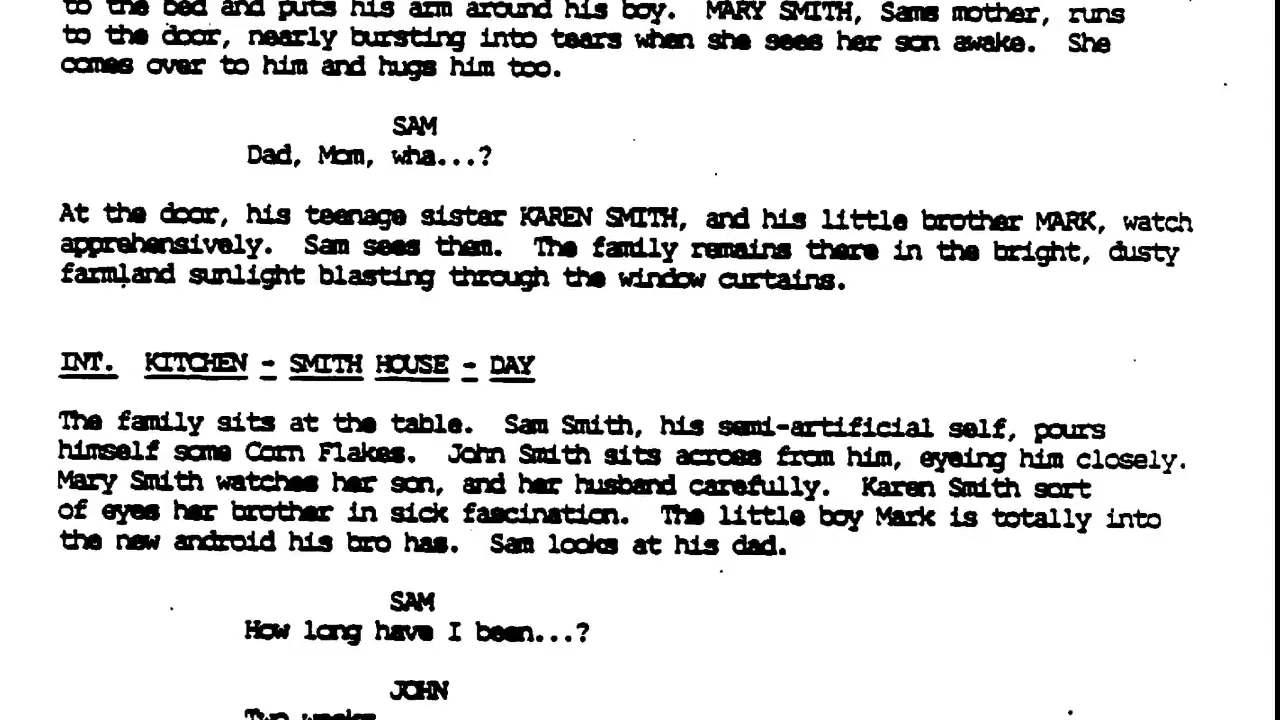 to the bed and puts his arm around his boy. MARY SMITH, Sams mother, runs
to the door, nearly bursting into tears when she sees her son awake. She
comes over to him and hugs him too.
SAM
Dad, Mom, wha...?
At the door, his teenage sister KAREN SMITH, and his little brother MARK, watch
apprehensively. Sam sees them. The family remains there in the bright, dusty
farmland sunlight blasting through the window curtains.
INT. KITCHEN - SMITH HOUSE - DAY
The family sits at the table. Sam Smith, his semi-artificial self, pours
himself some Corn Flakes. John Smith sits across from him, eyeing him closely.
Mary Smith watches her son, and her husband carefully. Karen Smith sort
of eyes her brother in sick fascination. The little boy Mark is totally into
the new android his bro has. Sam looks at his dad.
SAM
How long have I been...?
JOHN
Two weeks